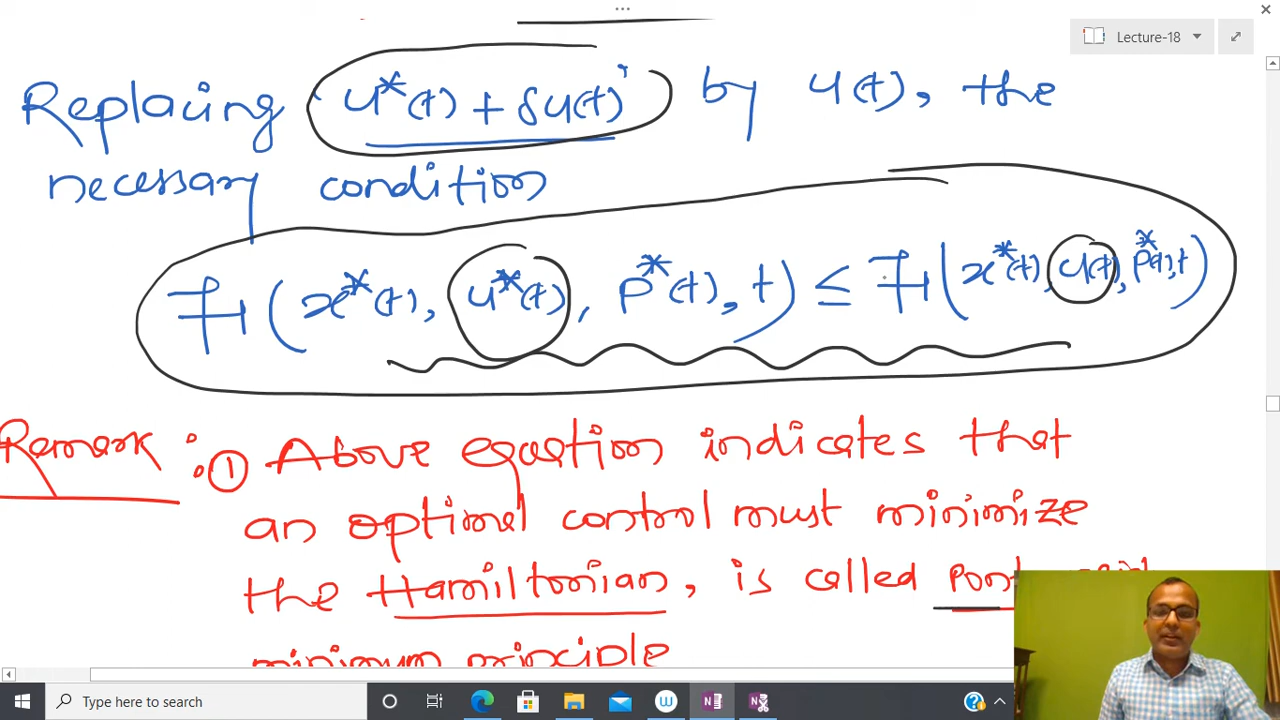 Lecture-18
Replacing u*(t) + δu(t) by u(t), the
necessary condition
H(x*(t), u*(t), p*(t), t) ≤ H(x*(t), u(t), p*(t), t)
Remark : ① Above equation indicates that
an optimal control must minimize
the Hamiltonian, is called
minimum principle
Type here to search